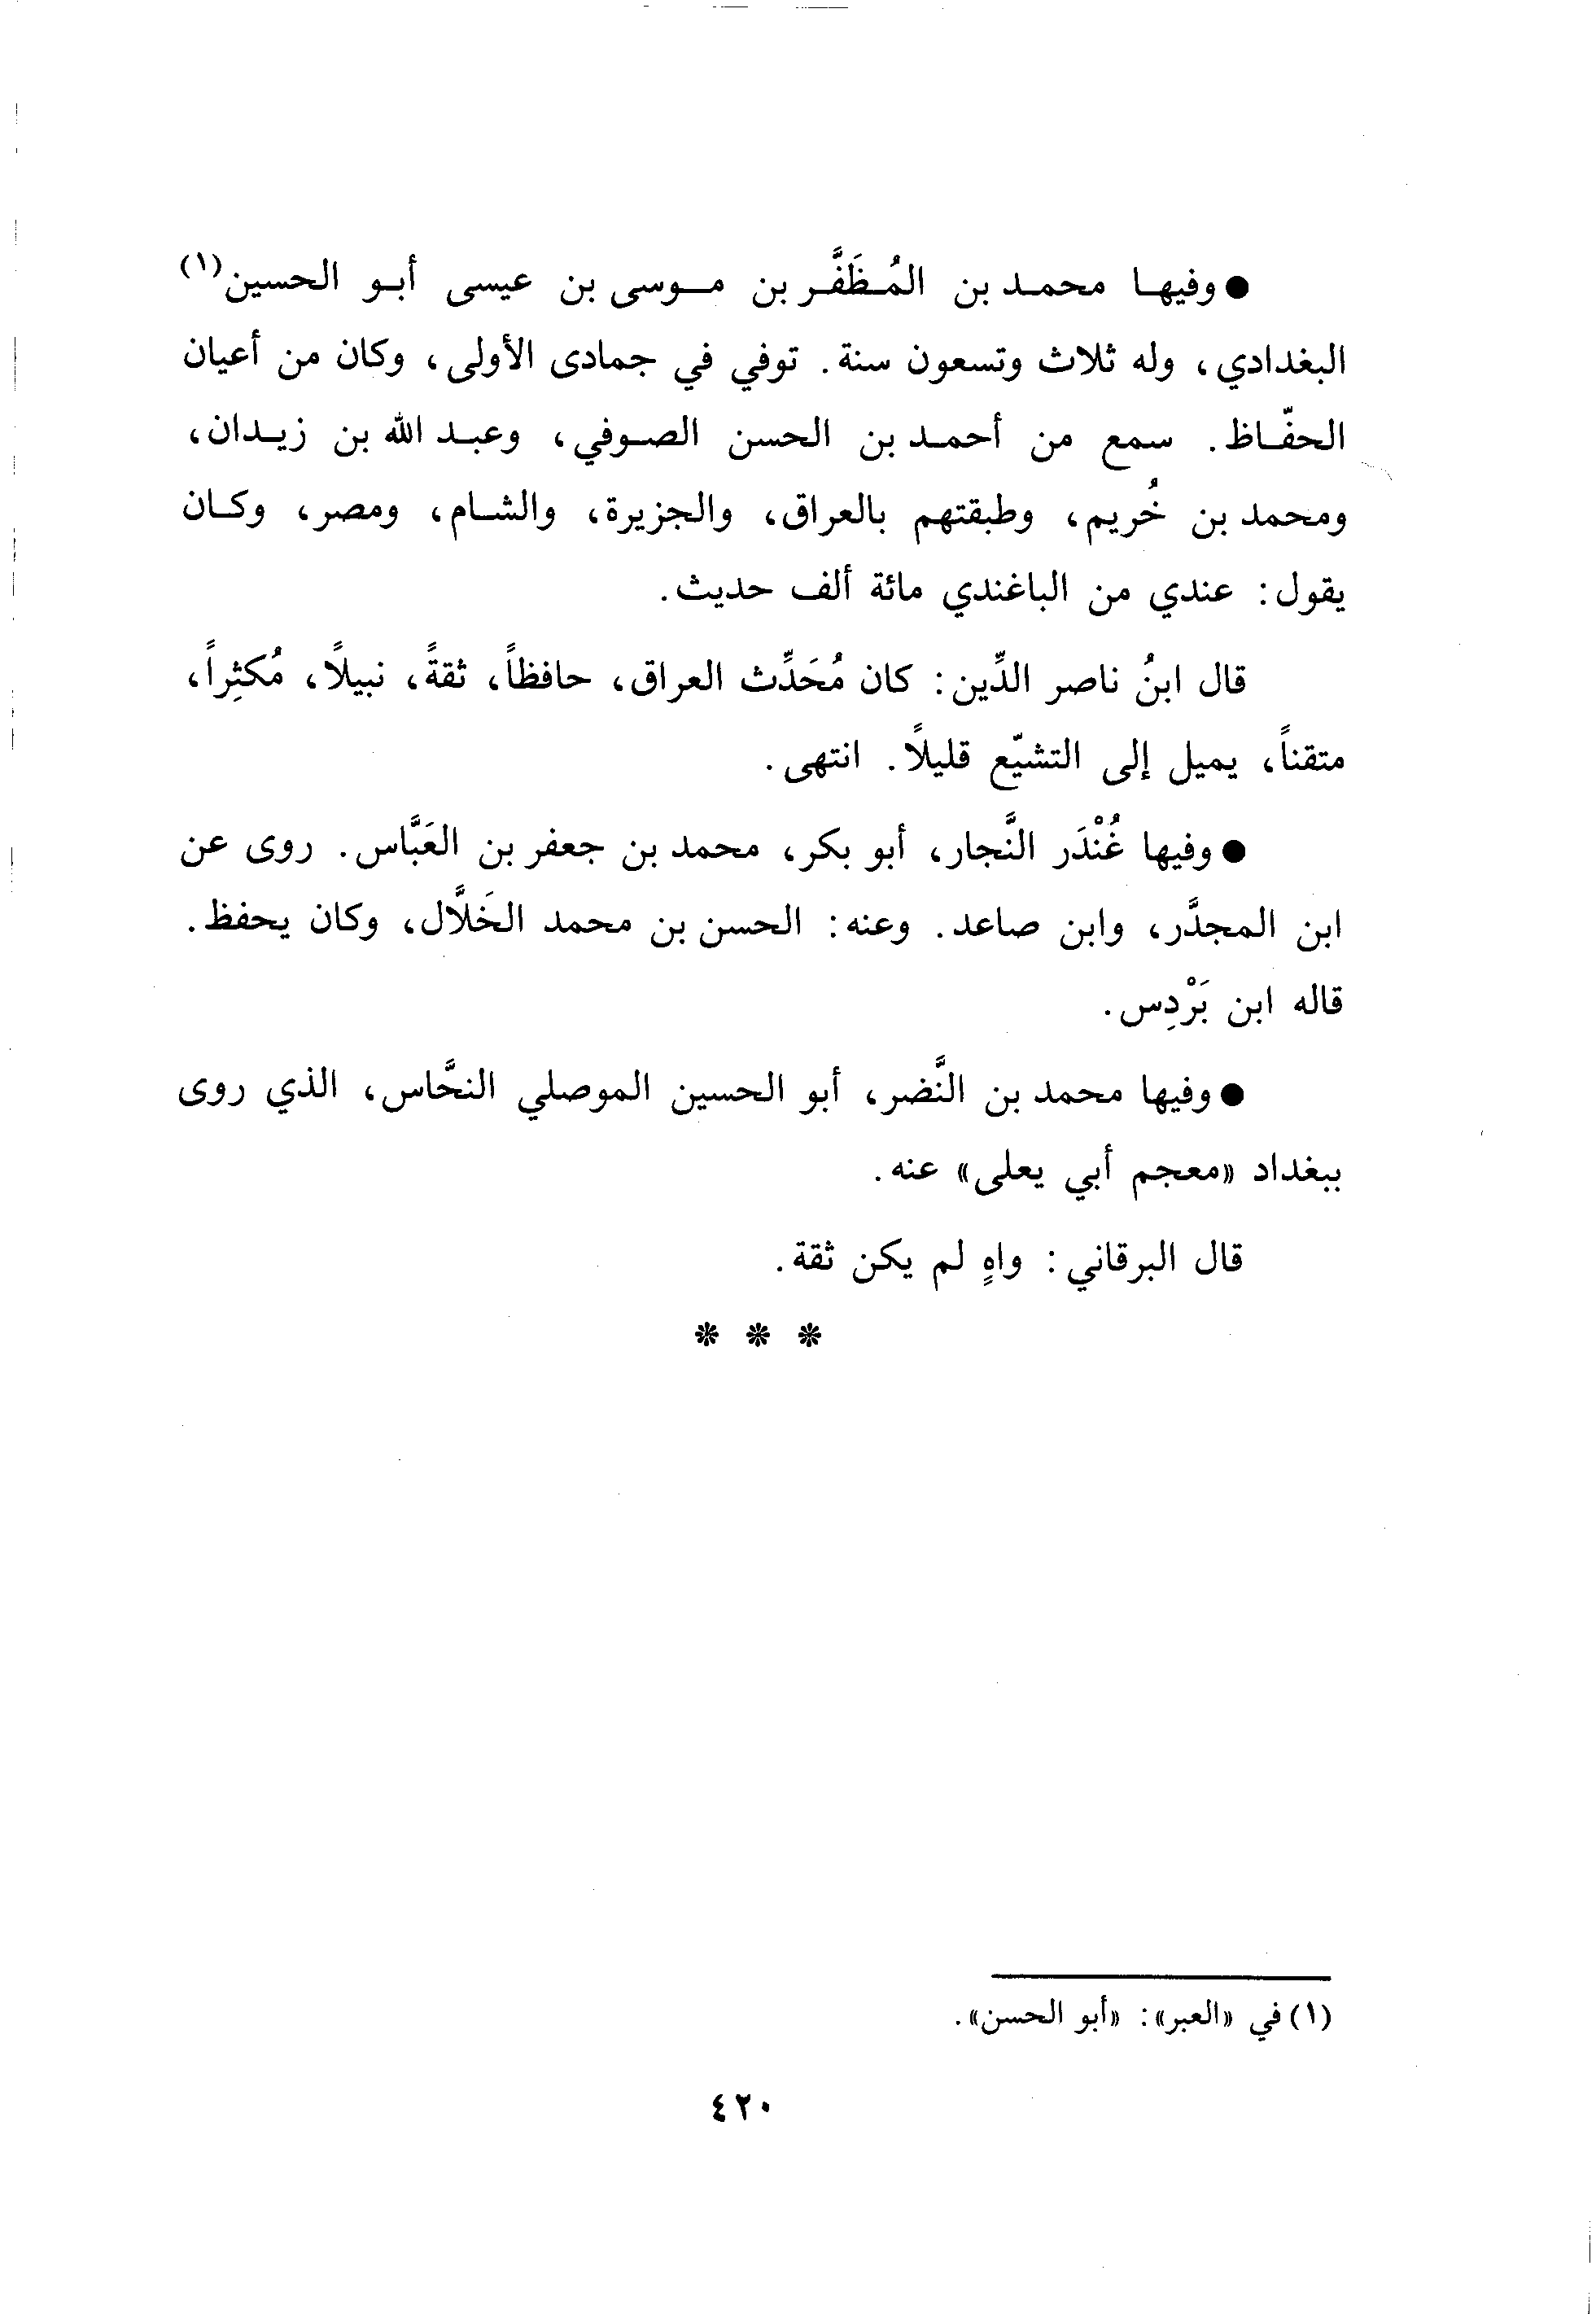 ● وفيها محمد بن المُظَفَّر بن موسى بن عيسى أبو الحسين(١)
البغدادي، وله ثلاث وتسعون سنة. توفي في جمادى الأولى، وكان من أعيان
الحفّاظ. سمع من أحمد بن الحسن الصوفي، وعبد الله بن زيدان،
ومحمد بن خُريم، وطبقتهم بالعراق، والجزيرة، والشام، ومصر، وكان
يقول: عندي من الباغندي مائة ألف حديث.
قال ابنُ ناصر الدِّين: كان مُحَدِّث العراق، حافظاً، ثقةً، نبيلاً، مُكثِراً،
متقناً، يميل إلى التشيّع قليلاً. انتهى.
● وفيها غُنْدَر النَّجار، أبو بكر، محمد بن جعفر بن العَبَّاس. روى عن
ابن المجدَّر، وابن صاعد. وعنه: الحسن بن محمد الخَلاَّل، وكان يحفظ.
قاله ابن بَرْدِس.
● وفيها محمد بن النَّضر، أبو الحسين الموصلي النحَّاس، الذي روى
ببغداد «معجم أبي يعلى» عنه.
قال البرقاني: واهٍ لم يكن ثقة.
* * *
(١) في «العبر»: «أبو الحسن».
٤٢٠